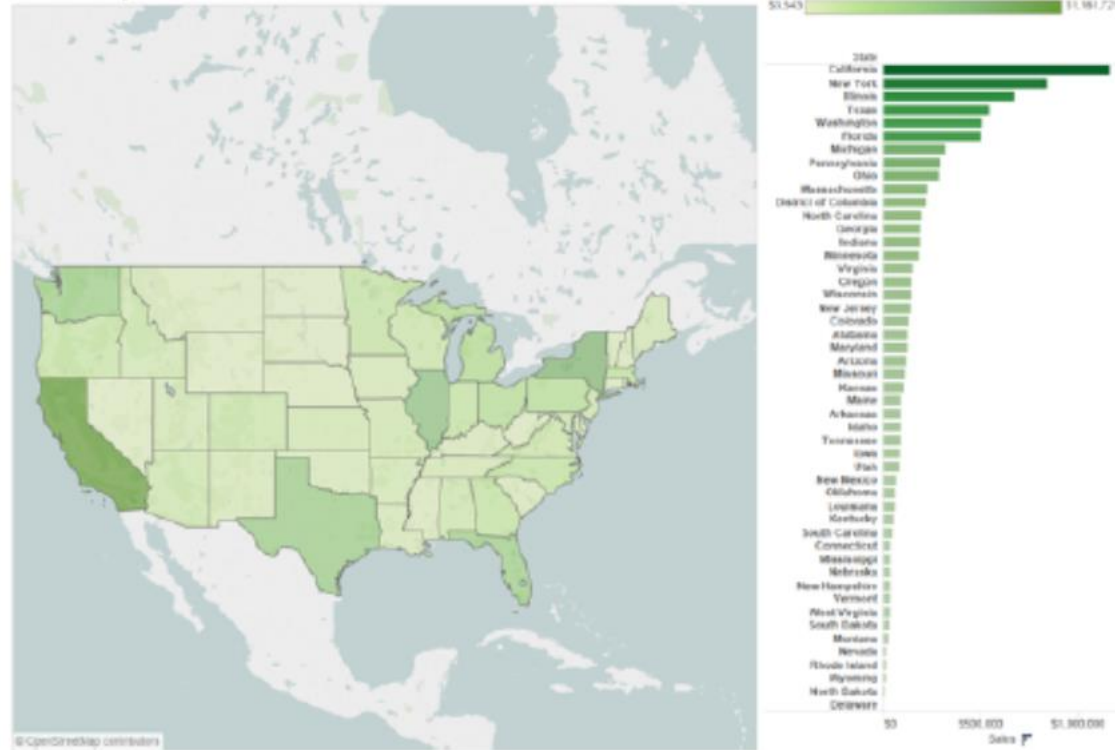 $3,543
$1,161,72
State
California
New York
Illinois
Texas
Washington
Florida
Michigan
Pennsylvania
Ohio
Massachusetts
District of Columbia
North Carolina
Georgia
Indiana
Minnesota
Virginia
Oregon
Wisconsin
New Jersey
Colorado
Alabama
Maryland
Arizona
Missouri
Kansas
Maine
Arkansas
Idaho
Tennessee
Iowa
Utah
New Mexico
Oklahoma
Louisiana
Kentucky
South Carolina
Connecticut
Mississippi
Nebraska
New Hampshire
Vermont
West Virginia
South Dakota
Montana
Nevada
Rhode Island
Wyoming
North Dakota
Delaware
$0 $500,000 $1,000,000
Sales
© OpenStreetMap contributors